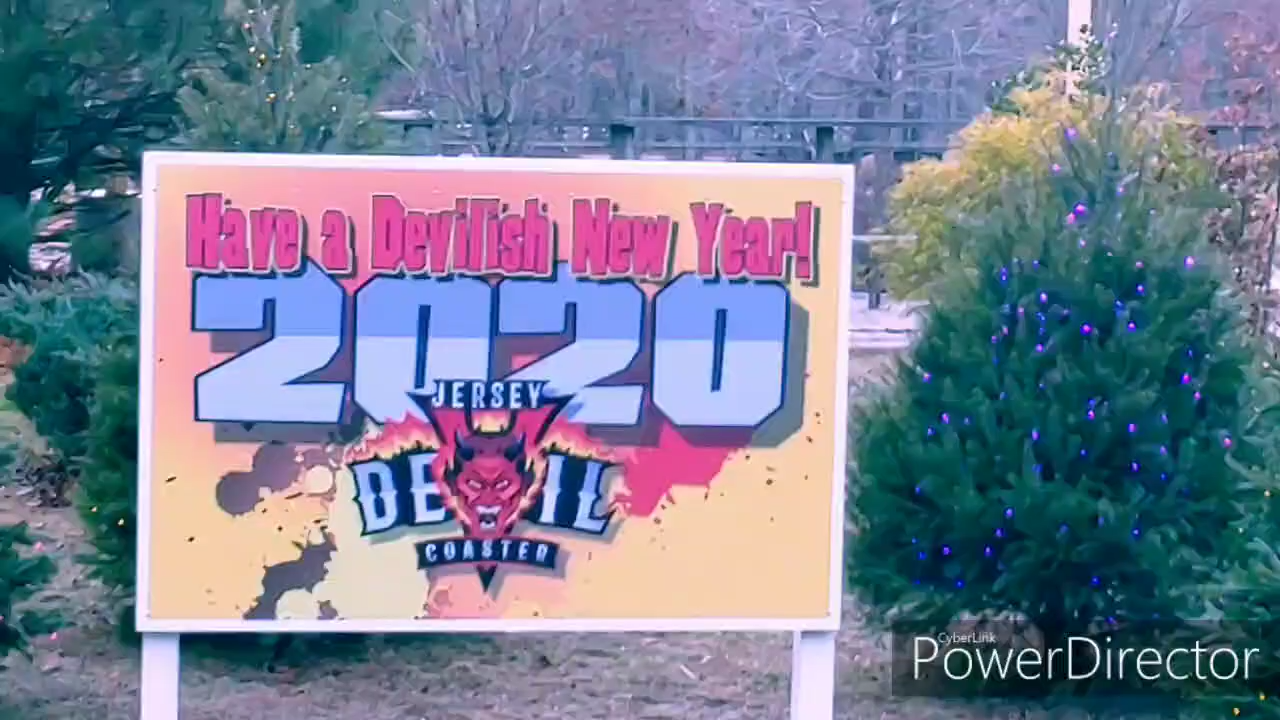 Have a Devilish New Year!
2020
JERSEY
DEVIL
COASTER
CyberLink
PowerDirector